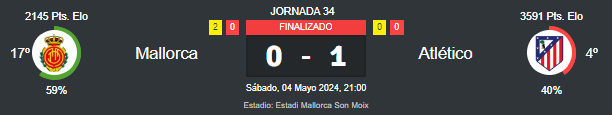 2145 Pts. Elo
JORNADA 34
3591 Pts. Elo
2 0
FINALIZADO
0 0
17º
Mallorca
0 - 1
Atlético
4º
59%
Sábado, 04 Mayo 2024, 21:00
40%
Estadio: Estadi Mallorca Son Moix